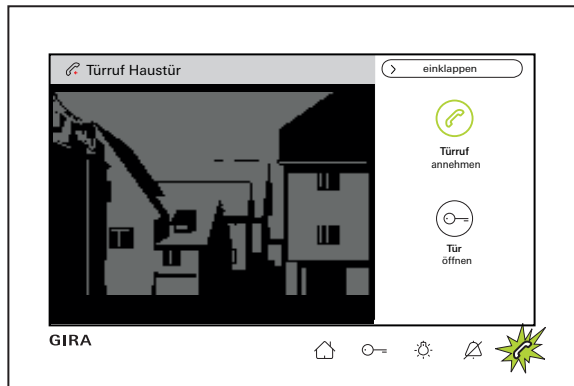 Türruf Haustür
einklappen
Türruf
annehmen
Tür
öffnen
GIRA